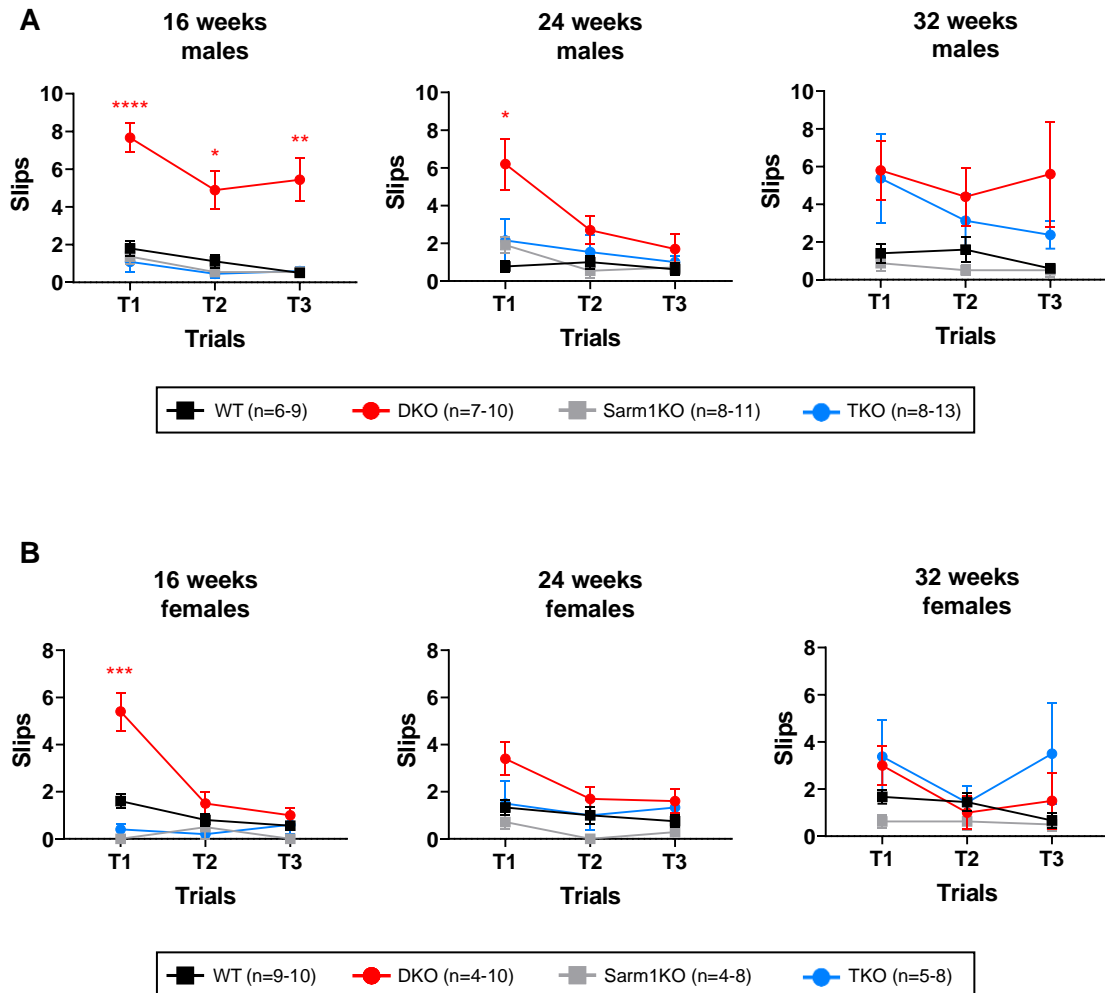 A
16 weeks
males
24 weeks
males
32 weeks
males
10
8
6
4
2
0
Slips
****
*
**
T1 T2 T3
Trials
10
8
6
4
2
0
Slips
*
T1 T2 T3
Trials
10
8
6
4
2
0
Slips
T1 T2 T3
Trials
WT (n=6-9) DKO (n=7-10) Sarm1KO (n=8-11) TKO (n=8-13)
B
16 weeks
females
24 weeks
females
32 weeks
females
8
6
4
2
0
Slips
***
T1 T2 T3
Trials
8
6
4
2
0
Slips
T1 T2 T3
Trials
8
6
4
2
0
Slips
T1 T2 T3
Trials
WT (n=9-10) DKO (n=4-10) Sarm1KO (n=4-8) TKO (n=5-8)